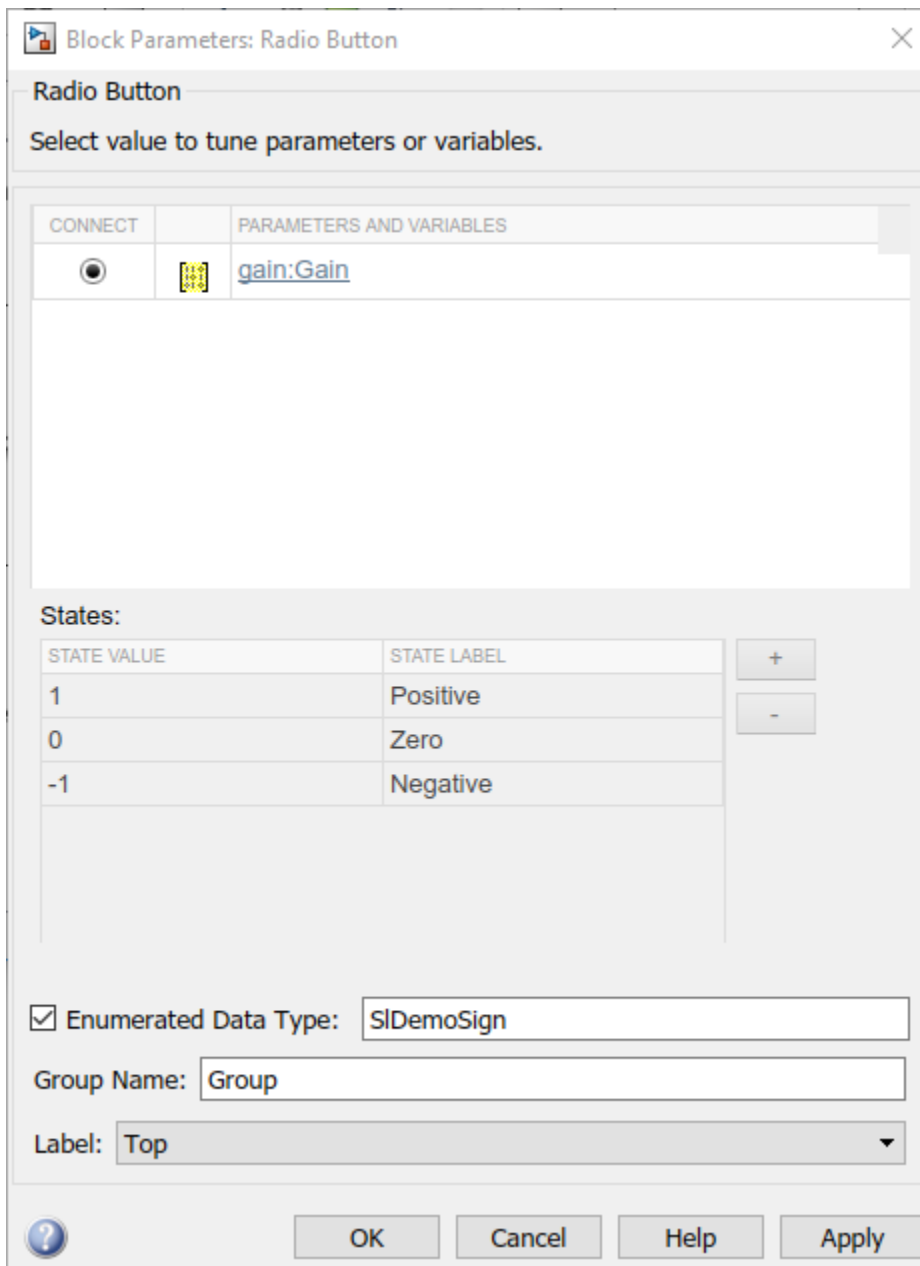 Block Parameters: Radio Button
Radio Button
Select value to tune parameters or variables.
CONNECT PARAMETERS AND VARIABLES
gain:Gain
States:
STATE VALUE STATE LABEL +
1 Positive
-
0 Zero
-1 Negative
Enumerated Data Type: SlDemoSign
Group Name: Group
Label: Top
? OK Cancel Help Apply